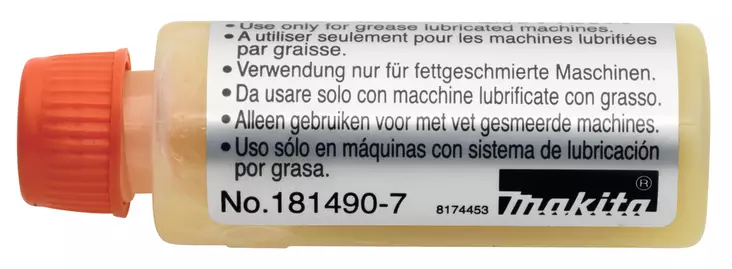 • Use only for grease lubricated machines.
• A utiliser seulement pour les machines lubrifiées
par graisse.
• Verwendung nur für fettgeschmierte Maschinen.
• Da usare solo con macchine lubrificate con grasso.
• Alleen gebruiken voor met vet gesmeerde machines.
• Uso sólo en máquinas con sistema de lubricación
por grasa.
No.181490-7 8174453 makita®